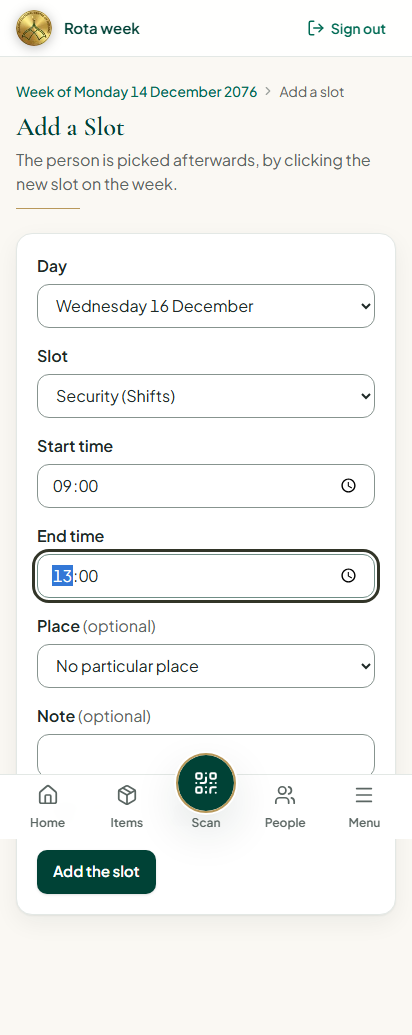 Rota week
Sign out
Week of Monday 14 December 2076 > Add a slot
Add a Slot
The person is picked afterwards, by clicking the
new slot on the week.
Day
Wednesday 16 December
Slot
Security (Shifts)
Start time
09:00
End time
13:00
Place (optional)
No particular place
Note (optional)
Home
Items
Scan
People
Menu
Add the slot